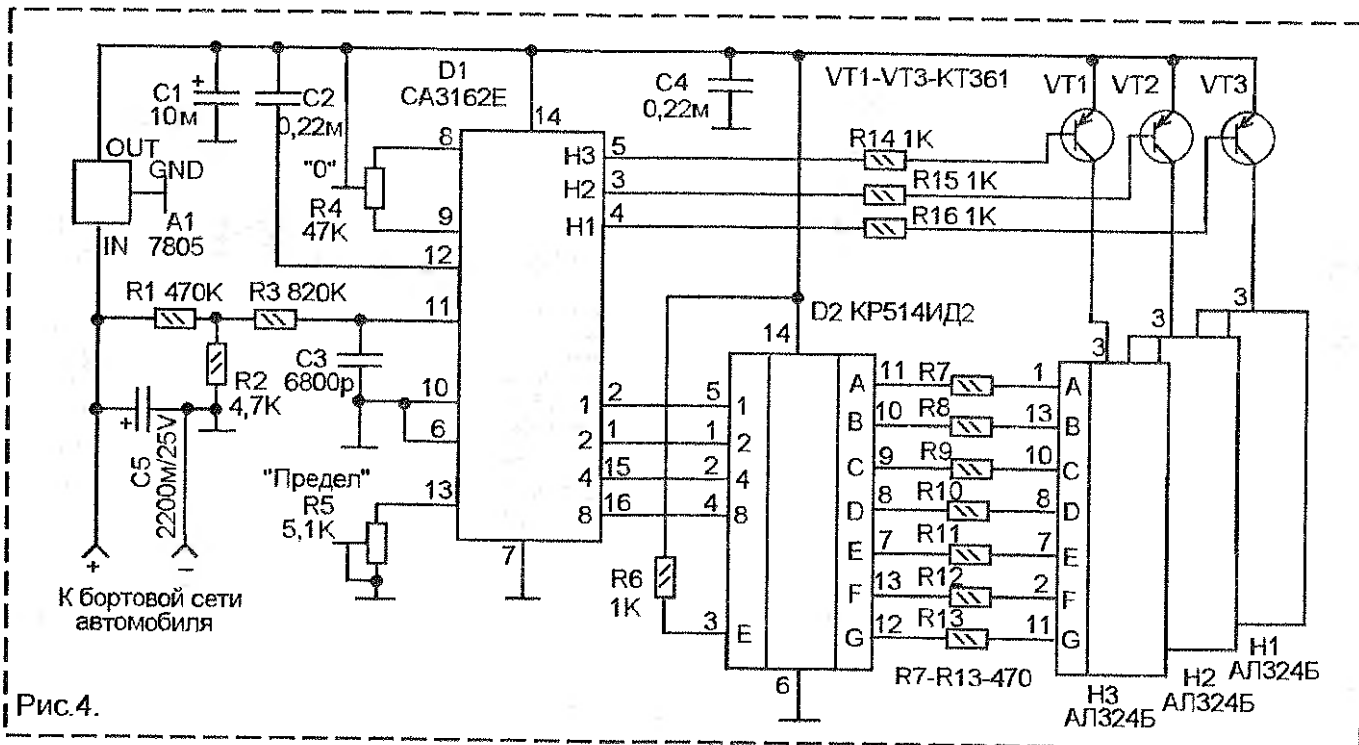 D1
CA3162E
C1
10м
C2
0,22м
C4
0,22м
VT1-VT3-КТ361
VT1
VT2
VT3
14
OUT
GND
A1
7805
IN
"0"
R4
47K
8
9
12
11
10
6
13
7
H3
H2
H1
5
3
4
R14 1K
R15 1K
R16 1K
R1 470K
R3 820K
R2
4,7K
C3
6800p
C5
2200м/25V
+
+
+
–
К бортовой сети
автомобиля
"Предел"
R5
5,1K
1
2
4
8
2
1
15
16
5
1
2
4
1
2
4
8
R6
1K
3
E
6
14
D2 КР514ИД2
A
B
C
D
E
F
G
11
10
9
8
7
13
12
R7
R8
R9
R10
R11
R12
R13
R7-R13-470
1
13
10
8
7
2
11
A
B
C
D
E
F
G
3
3
3
H3
АЛ324Б
H2
АЛ324Б
H1
АЛ324Б
Рис.4.